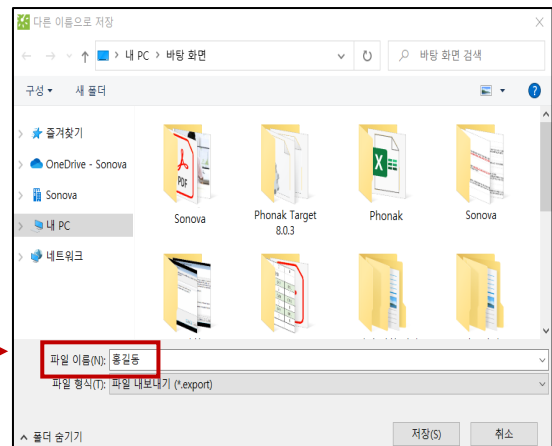 다른 이름으로 저장
내 PC > 바탕 화면
바탕 화면 검색
구성
새 폴더
즐겨찾기
OneDrive - Sonova
Sonova
내 PC
네트워크
PDF
Sonova
Phonak Target
8.0.3
Phonak
Sonova
파일 이름(N): 홍길동
파일 형식(T): 파일 내보내기 (*.export)
폴더 숨기기
저장(S)
취소